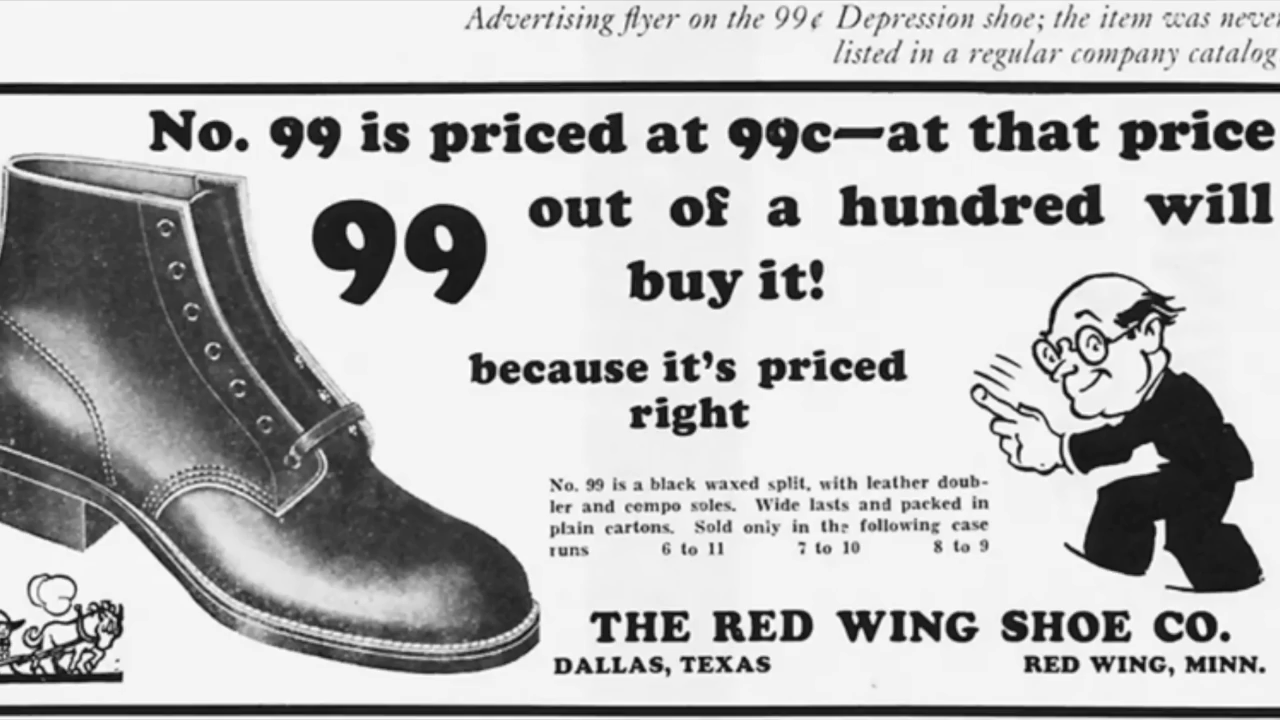 Advertising flyer on the 99¢ Depression shoe; the item was never
listed in a regular company catalog
No. 99 is priced at 99c—at that price
99 out of a hundred will
buy it!
because it's priced
right
No. 99 is a black waxed split, with leather doub-
ler and compo soles. Wide lasts and packed in
plain cartons. Sold only in the following case
runs 6 to 11 7 to 10 8 to 9
THE RED WING SHOE CO.
DALLAS, TEXAS RED WING, MINN.